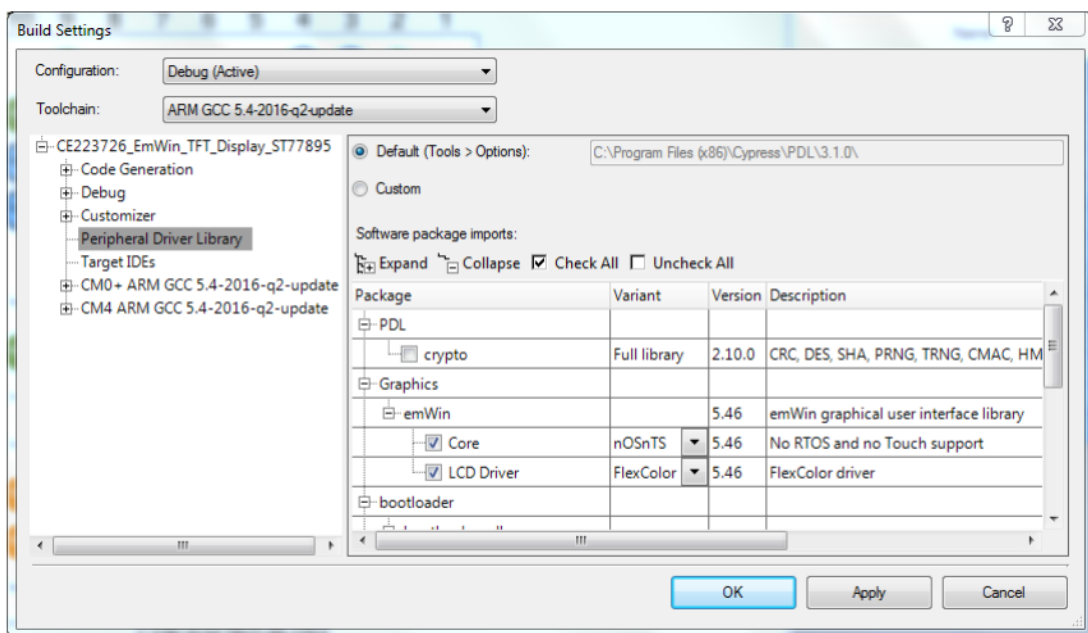 Build Settings
Configuration: Debug (Active)
Toolchain: ARM GCC 5.4-2016-q2-update
CE223726_EmWin_TFT_Display_ST77895
Code Generation
Debug
Customizer
Peripheral Driver Library
Target IDEs
CM0+ ARM GCC 5.4-2016-q2-update
CM4 ARM GCC 5.4-2016-q2-update
Default (Tools > Options): C:\Program Files (x86)\Cypress\PDL\3.1.0\
Custom
Software package imports:
Expand Collapse Check All Uncheck All
Package Variant Version Description
PDL
crypto Full library 2.10.0 CRC, DES, SHA, PRNG, TRNG, CMAC, HM
Graphics
emWin 5.46 emWin graphical user interface library
Core nOSnTS 5.46 No RTOS and no Touch support
LCD Driver FlexColor 5.46 FlexColor driver
bootloader
OK Apply Cancel